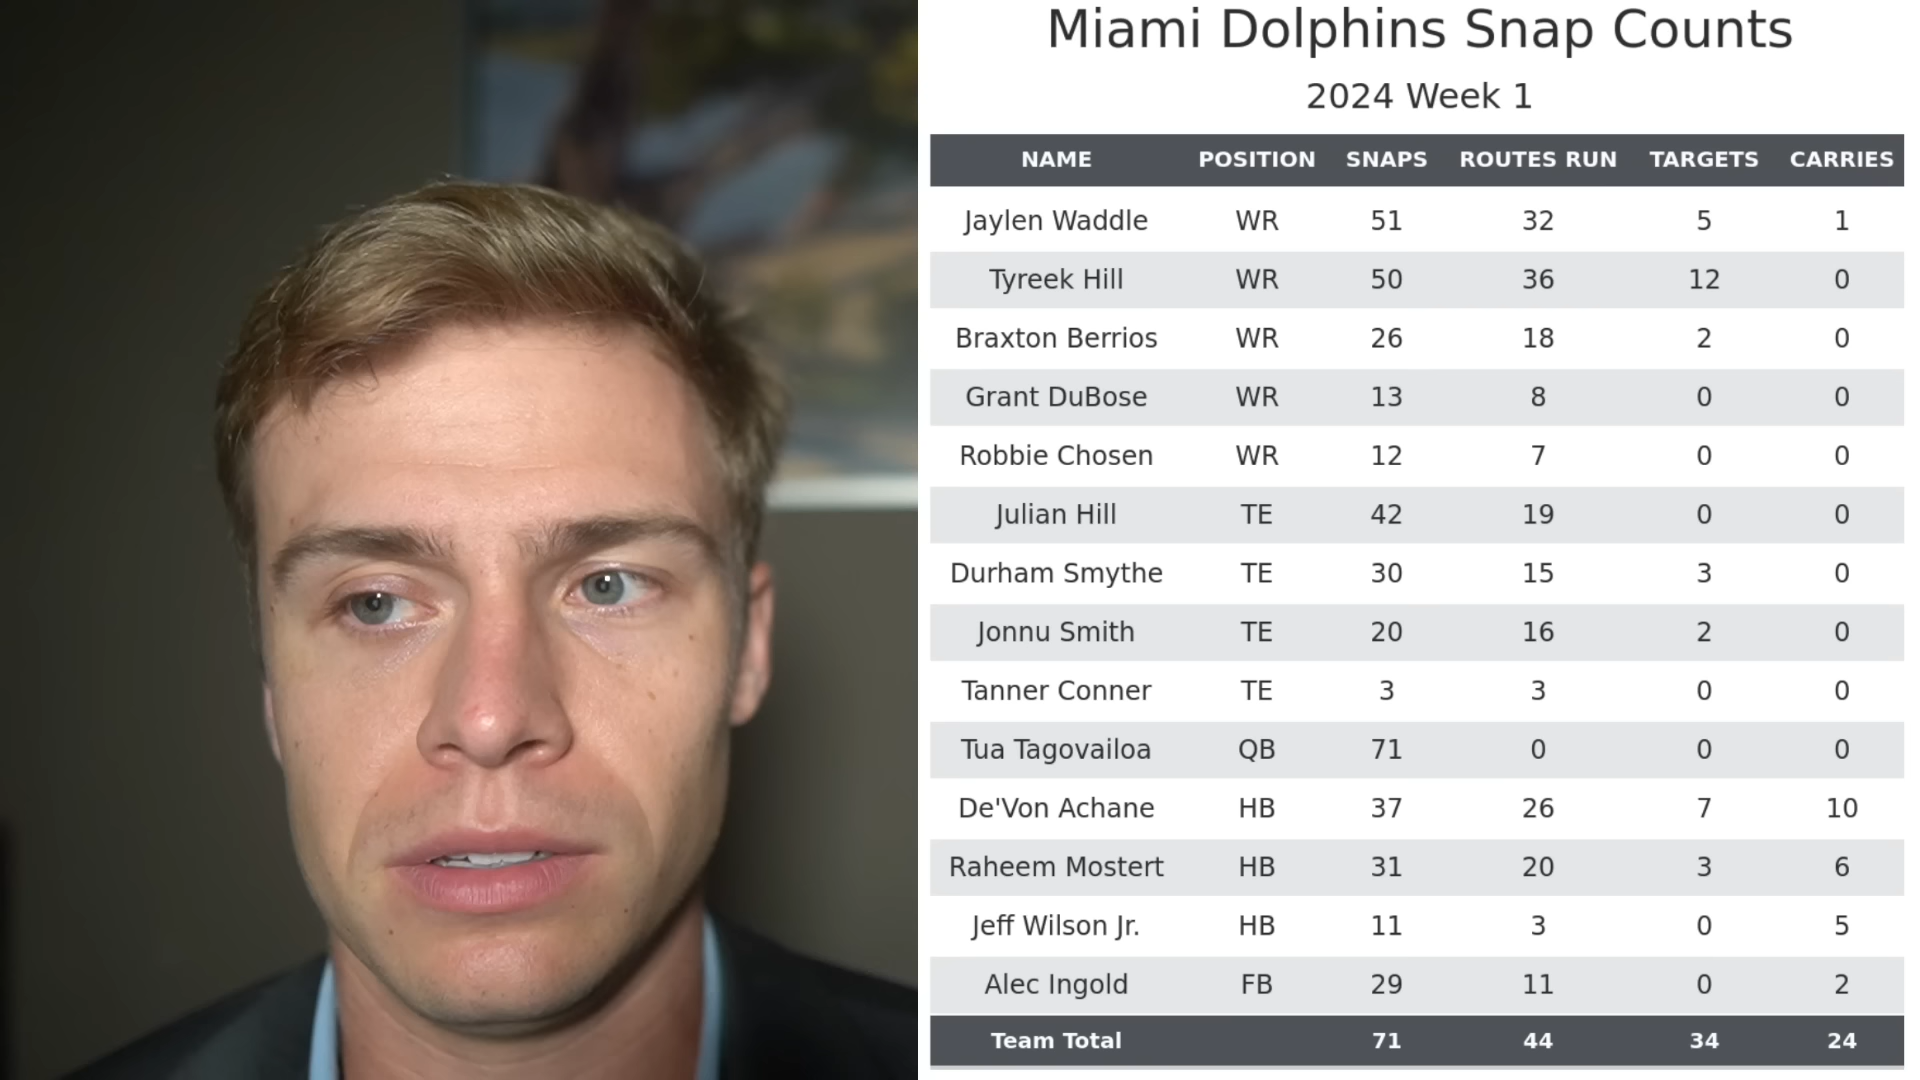 Miami Dolphins Snap Counts
2024 Week 1
NAME POSITION SNAPS ROUTES RUN TARGETS CARRIES
Jaylen Waddle WR 51 32 5 1
Tyreek Hill WR 50 36 12 0
Braxton Berrios WR 26 18 2 0
Grant DuBose WR 13 8 0 0
Robbie Chosen WR 12 7 0 0
Julian Hill TE 42 19 0 0
Durham Smythe TE 30 15 3 0
Jonnu Smith TE 20 16 2 0
Tanner Conner TE 3 3 0 0
Tua Tagovailoa QB 71 0 0 0
De'Von Achane HB 37 26 7 10
Raheem Mostert HB 31 20 3 6
Jeff Wilson Jr. HB 11 3 0 5
Alec Ingold FB 29 11 0 2
Team Total 71 44 34 24